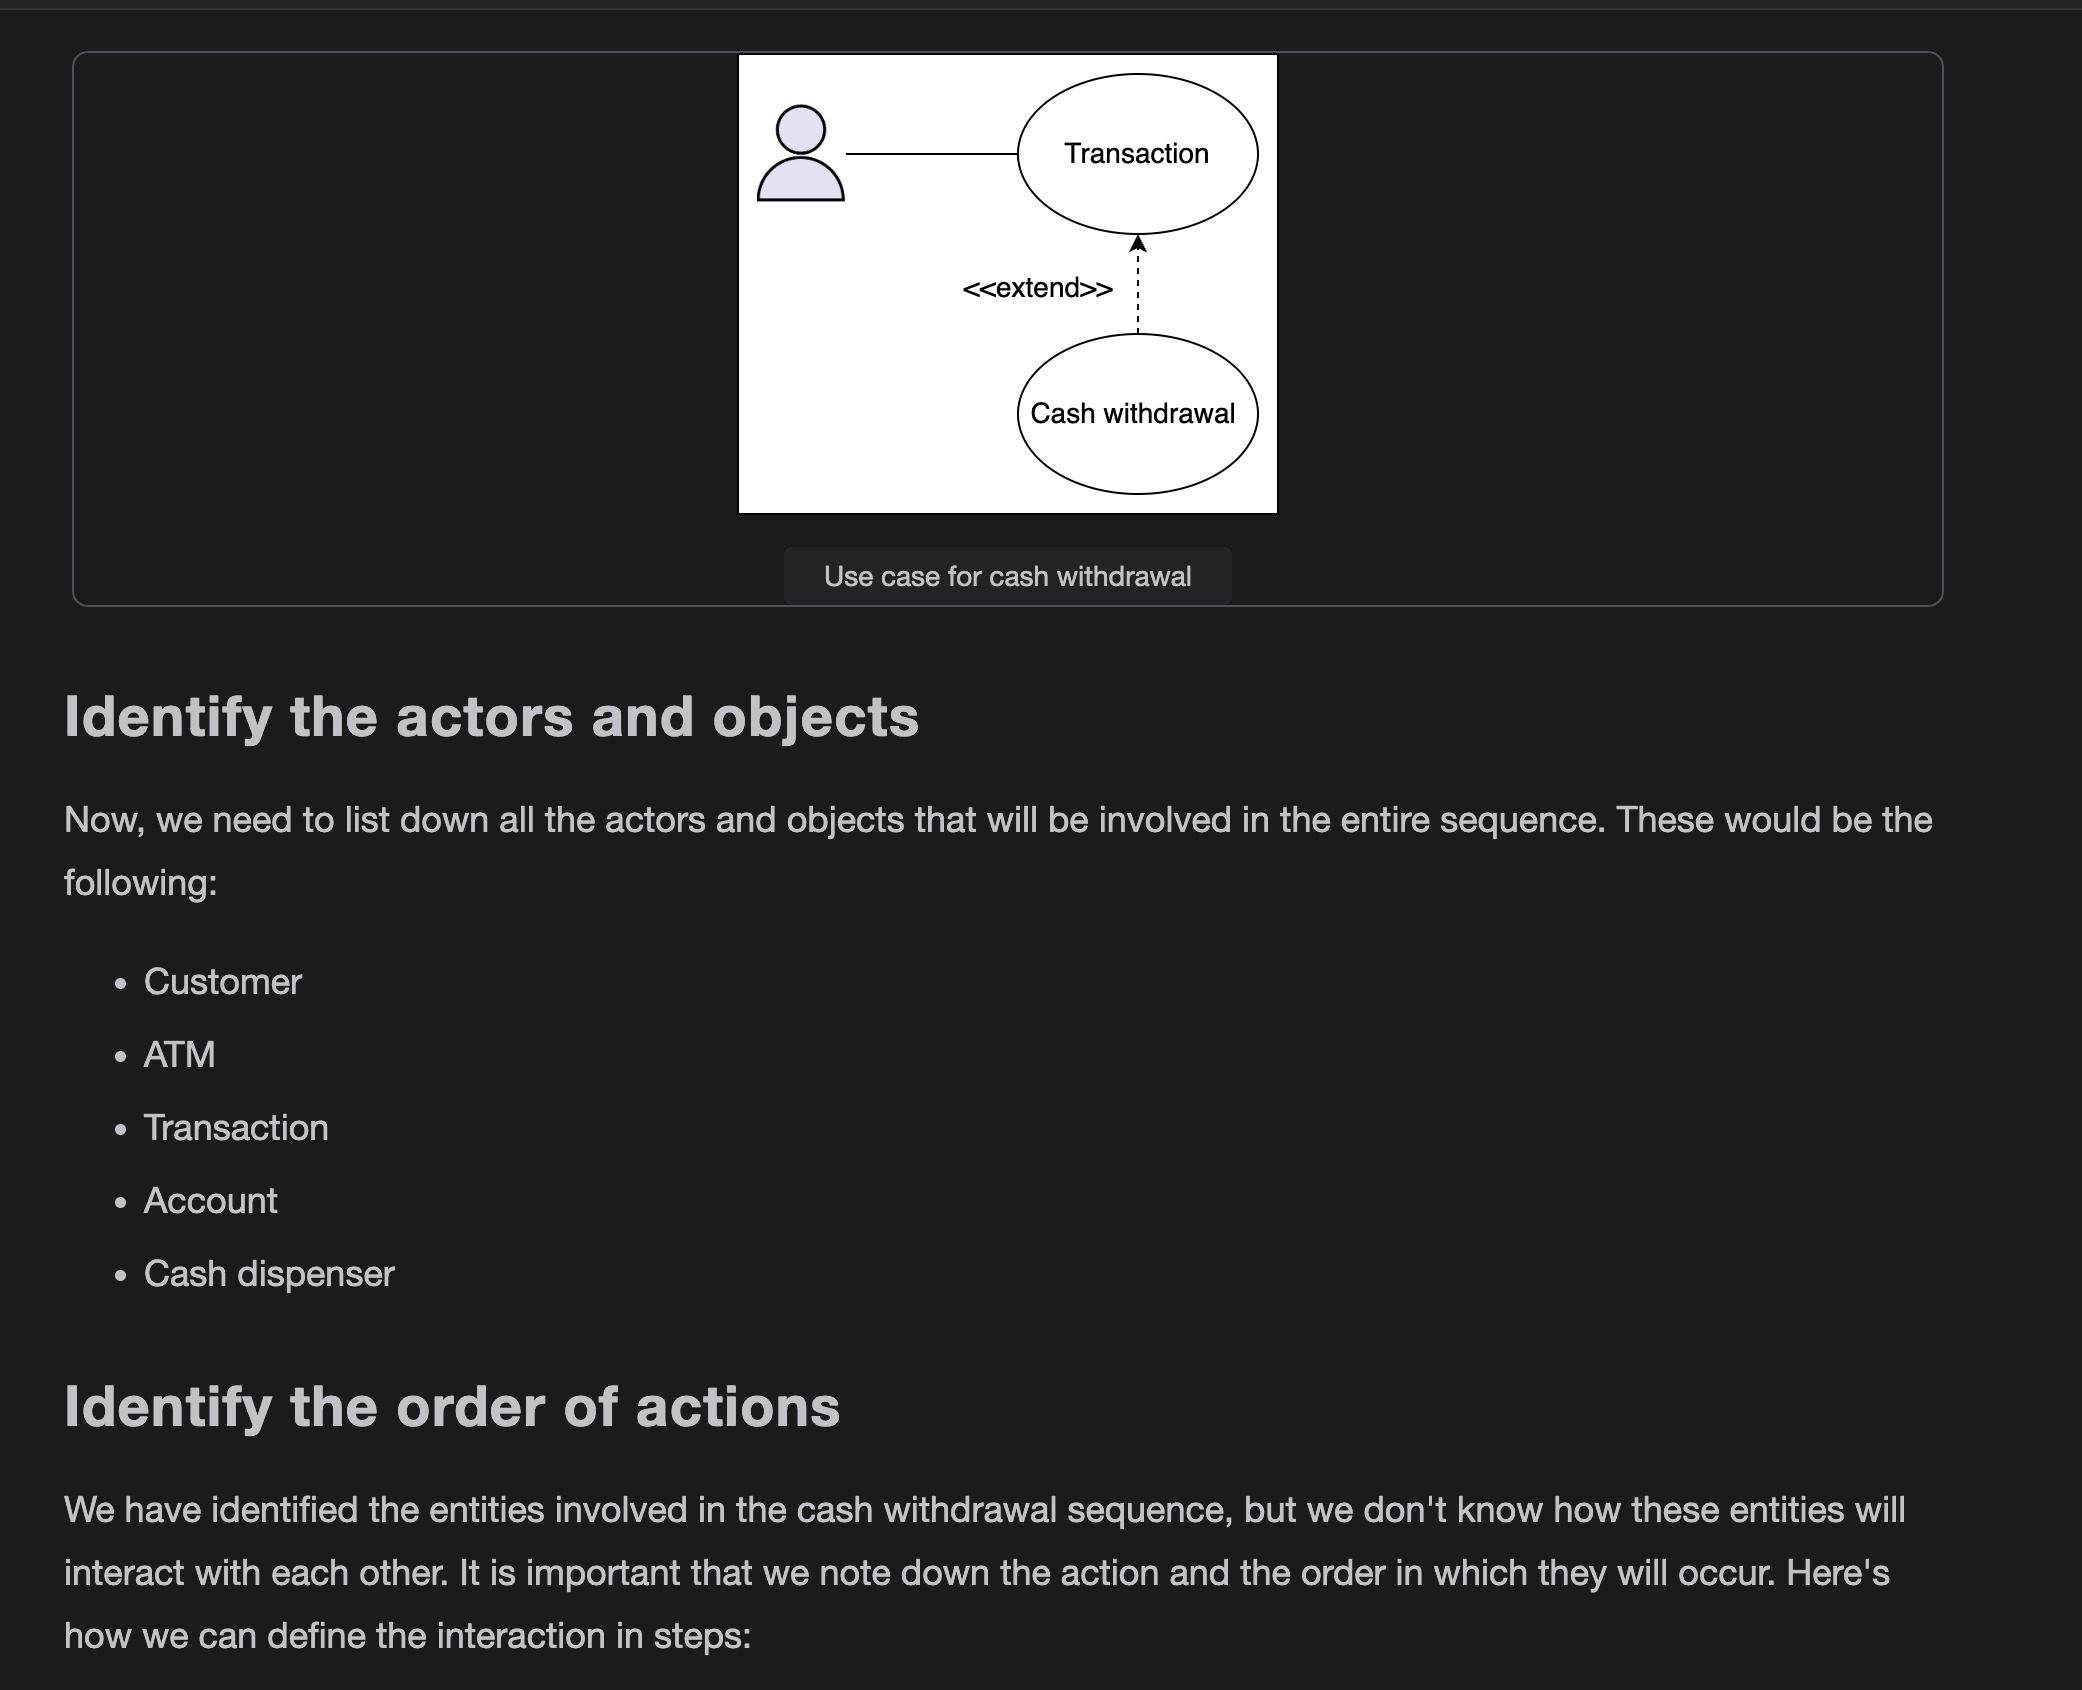 Transaction
<<extend>>
Cash withdrawal
Use case for cash withdrawal
Identify the actors and objects
Now, we need to list down all the actors and objects that will be involved in the entire sequence. These would be the
following:
• Customer
• ATM
• Transaction
• Account
• Cash dispenser
Identify the order of actions
We have identified the entities involved in the cash withdrawal sequence, but we don't know how these entities will
interact with each other. It is important that we note down the action and the order in which they will occur. Here's
how we can define the interaction in steps: